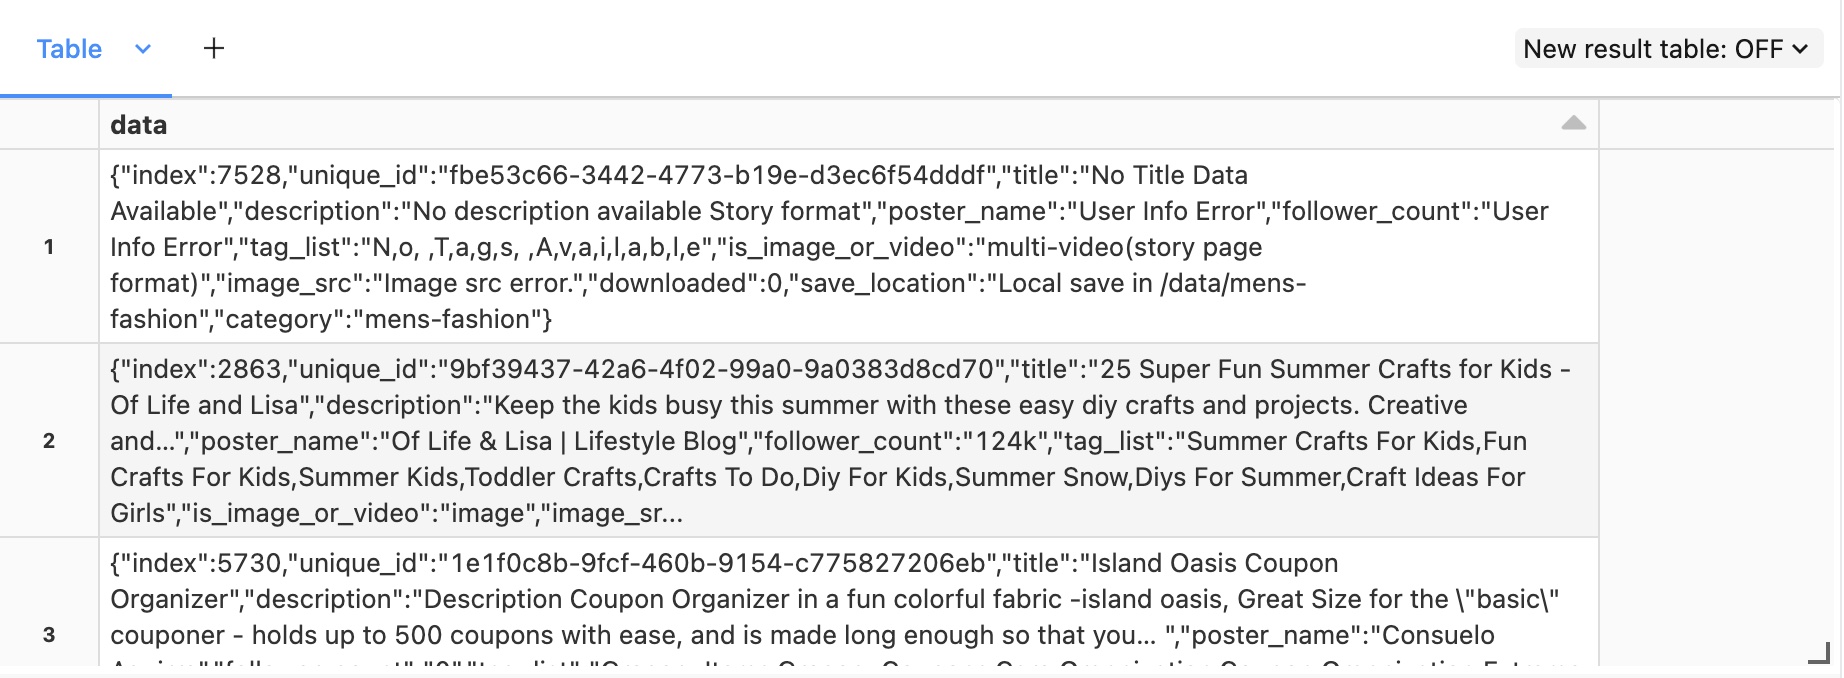 Table
New result table: OFF
data
1
{"index":7528,"unique_id":"fbe53c66-3442-4773-b19e-d3ec6f54dddf","title":"No Title Data
Available","description":"No description available Story format","poster_name":"User Info Error","follower_count":"User
Info Error","tag_list":"N,o, ,T,a,g,s, ,A,v,a,i,l,a,b,l,e","is_image_or_video":"multi-video(story page
format)","image_src":"Image src error.","downloaded":0,"save_location":"Local save in /data/mens-
fashion","category":"mens-fashion"}
2
{"index":2863,"unique_id":"9bf39437-42a6-4f02-99a0-9a0383d8cd70","title":"25 Super Fun Summer Crafts for Kids -
Of Life and Lisa","description":"Keep the kids busy this summer with these easy diy crafts and projects. Creative
and...","poster_name":"Of Life & Lisa | Lifestyle Blog","follower_count":"124k","tag_list":"Summer Crafts For Kids,Fun
Crafts For Kids,Summer Kids,Toddler Crafts,Crafts To Do,Diy For Kids,Summer Snow,Diys For Summer,Craft Ideas For
Girls","is_image_or_video":"image","image_sr...
3
{"index":5730,"unique_id":"1e1f0c8b-9fcf-460b-9154-c775827206eb","title":"Island Oasis Coupon
Organizer","description":"Description Coupon Organizer in a fun colorful fabric -island oasis, Great Size for the \"basic\"
couponer - holds up to 500 coupons with ease, and is made long enough so that you... ","poster_name":"Consuelo